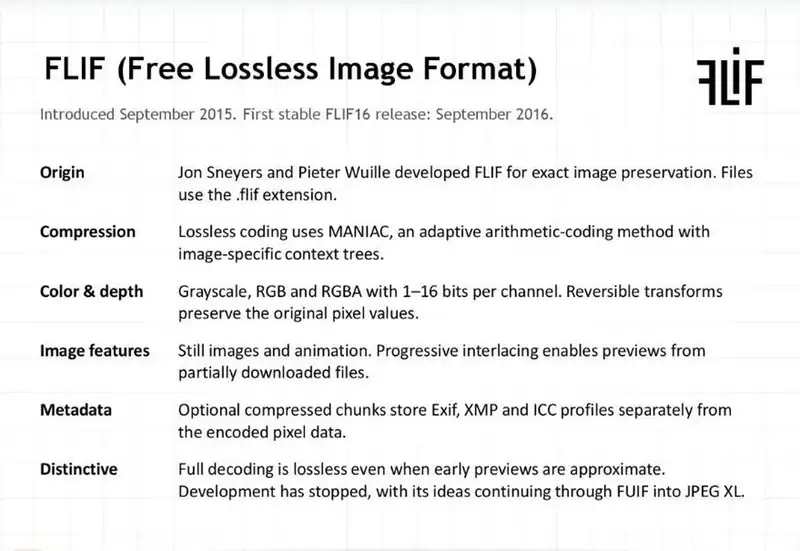 FLIF (Free Lossless Image Format)
FLIF
Introduced September 2015. First stable FLIF16 release: September 2016.
Origin
Jon Sneyers and Pieter Wuille developed FLIF for exact image preservation. Files
use the .flif extension.
Compression
Lossless coding uses MANIAC, an adaptive arithmetic-coding method with
image-specific context trees.
Color & depth
Grayscale, RGB and RGBA with 1–16 bits per channel. Reversible transforms
preserve the original pixel values.
Image features
Still images and animation. Progressive interlacing enables previews from
partially downloaded files.
Metadata
Optional compressed chunks store Exif, XMP and ICC profiles separately from
the encoded pixel data.
Distinctive
Full decoding is lossless even when early previews are approximate.
Development has stopped, with its ideas continuing through FUIF into JPEG XL.